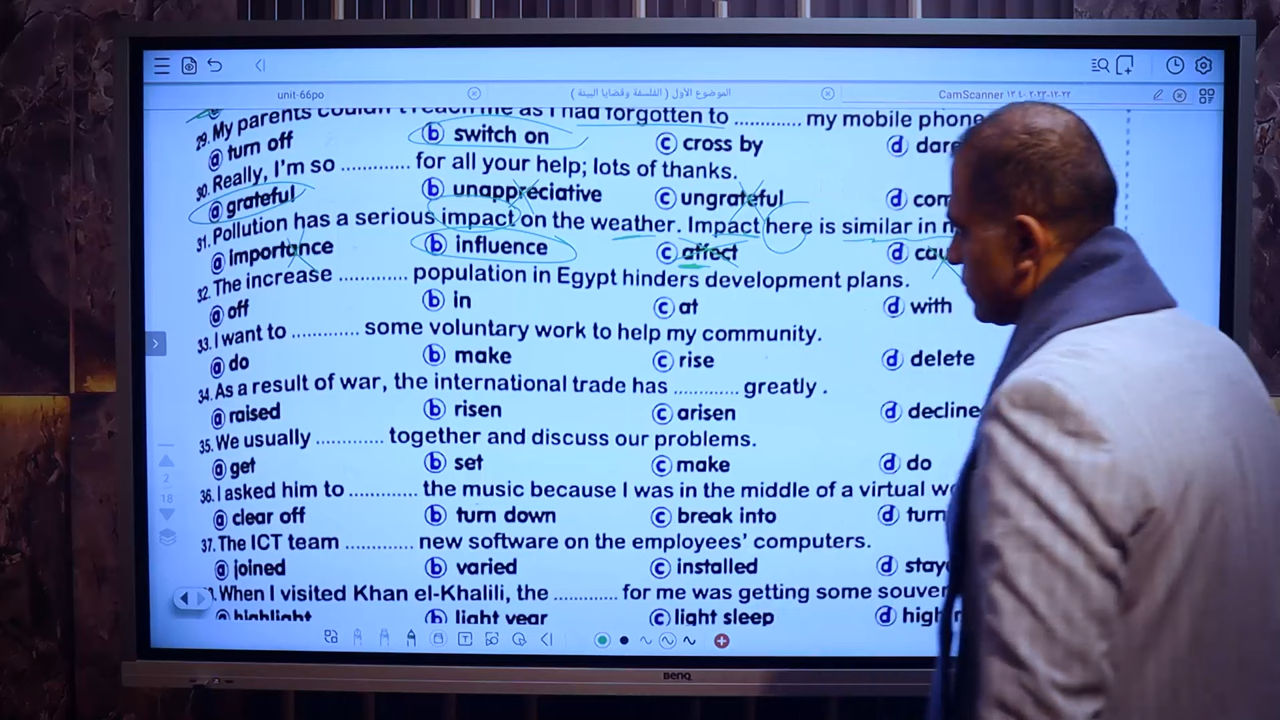 unit-66po
الموضوع الأول ( الفلسفة وقضايا البيئة )
CamScanner ١٢-٢٢-٢٠٢٣ ١٣.٤٠
29. My parents couldn't reach me as I had forgotten to ............ my mobile phone
a turn off b switch on c cross by d dare
30. Really, I'm so ............ for all your help; lots of thanks.
a grateful b unappreciative c ungrateful d com
31. Pollution has a serious impact on the weather. Impact here is similar in m
a importance b influence c affect d cau
32. The increase ............ population in Egypt hinders development plans.
a off b in c at d with
33. I want to ............ some voluntary work to help my community.
a do b make c rise d delete
34. As a result of war, the international trade has ............ greatly .
a raised b risen c arisen d decline
35. We usually ............ together and discuss our problems.
a get b set c make d do
36. I asked him to ............ the music because I was in the middle of a virtual w
a clear off b turn down c break into d turn
37. The ICT team ............ new software on the employees' computers.
a joined b varied c installed d stay
When I visited Khan el-Khalili, the ............ for me was getting some souver
a highlight b light year c light sleep d high
2
18
BenQ